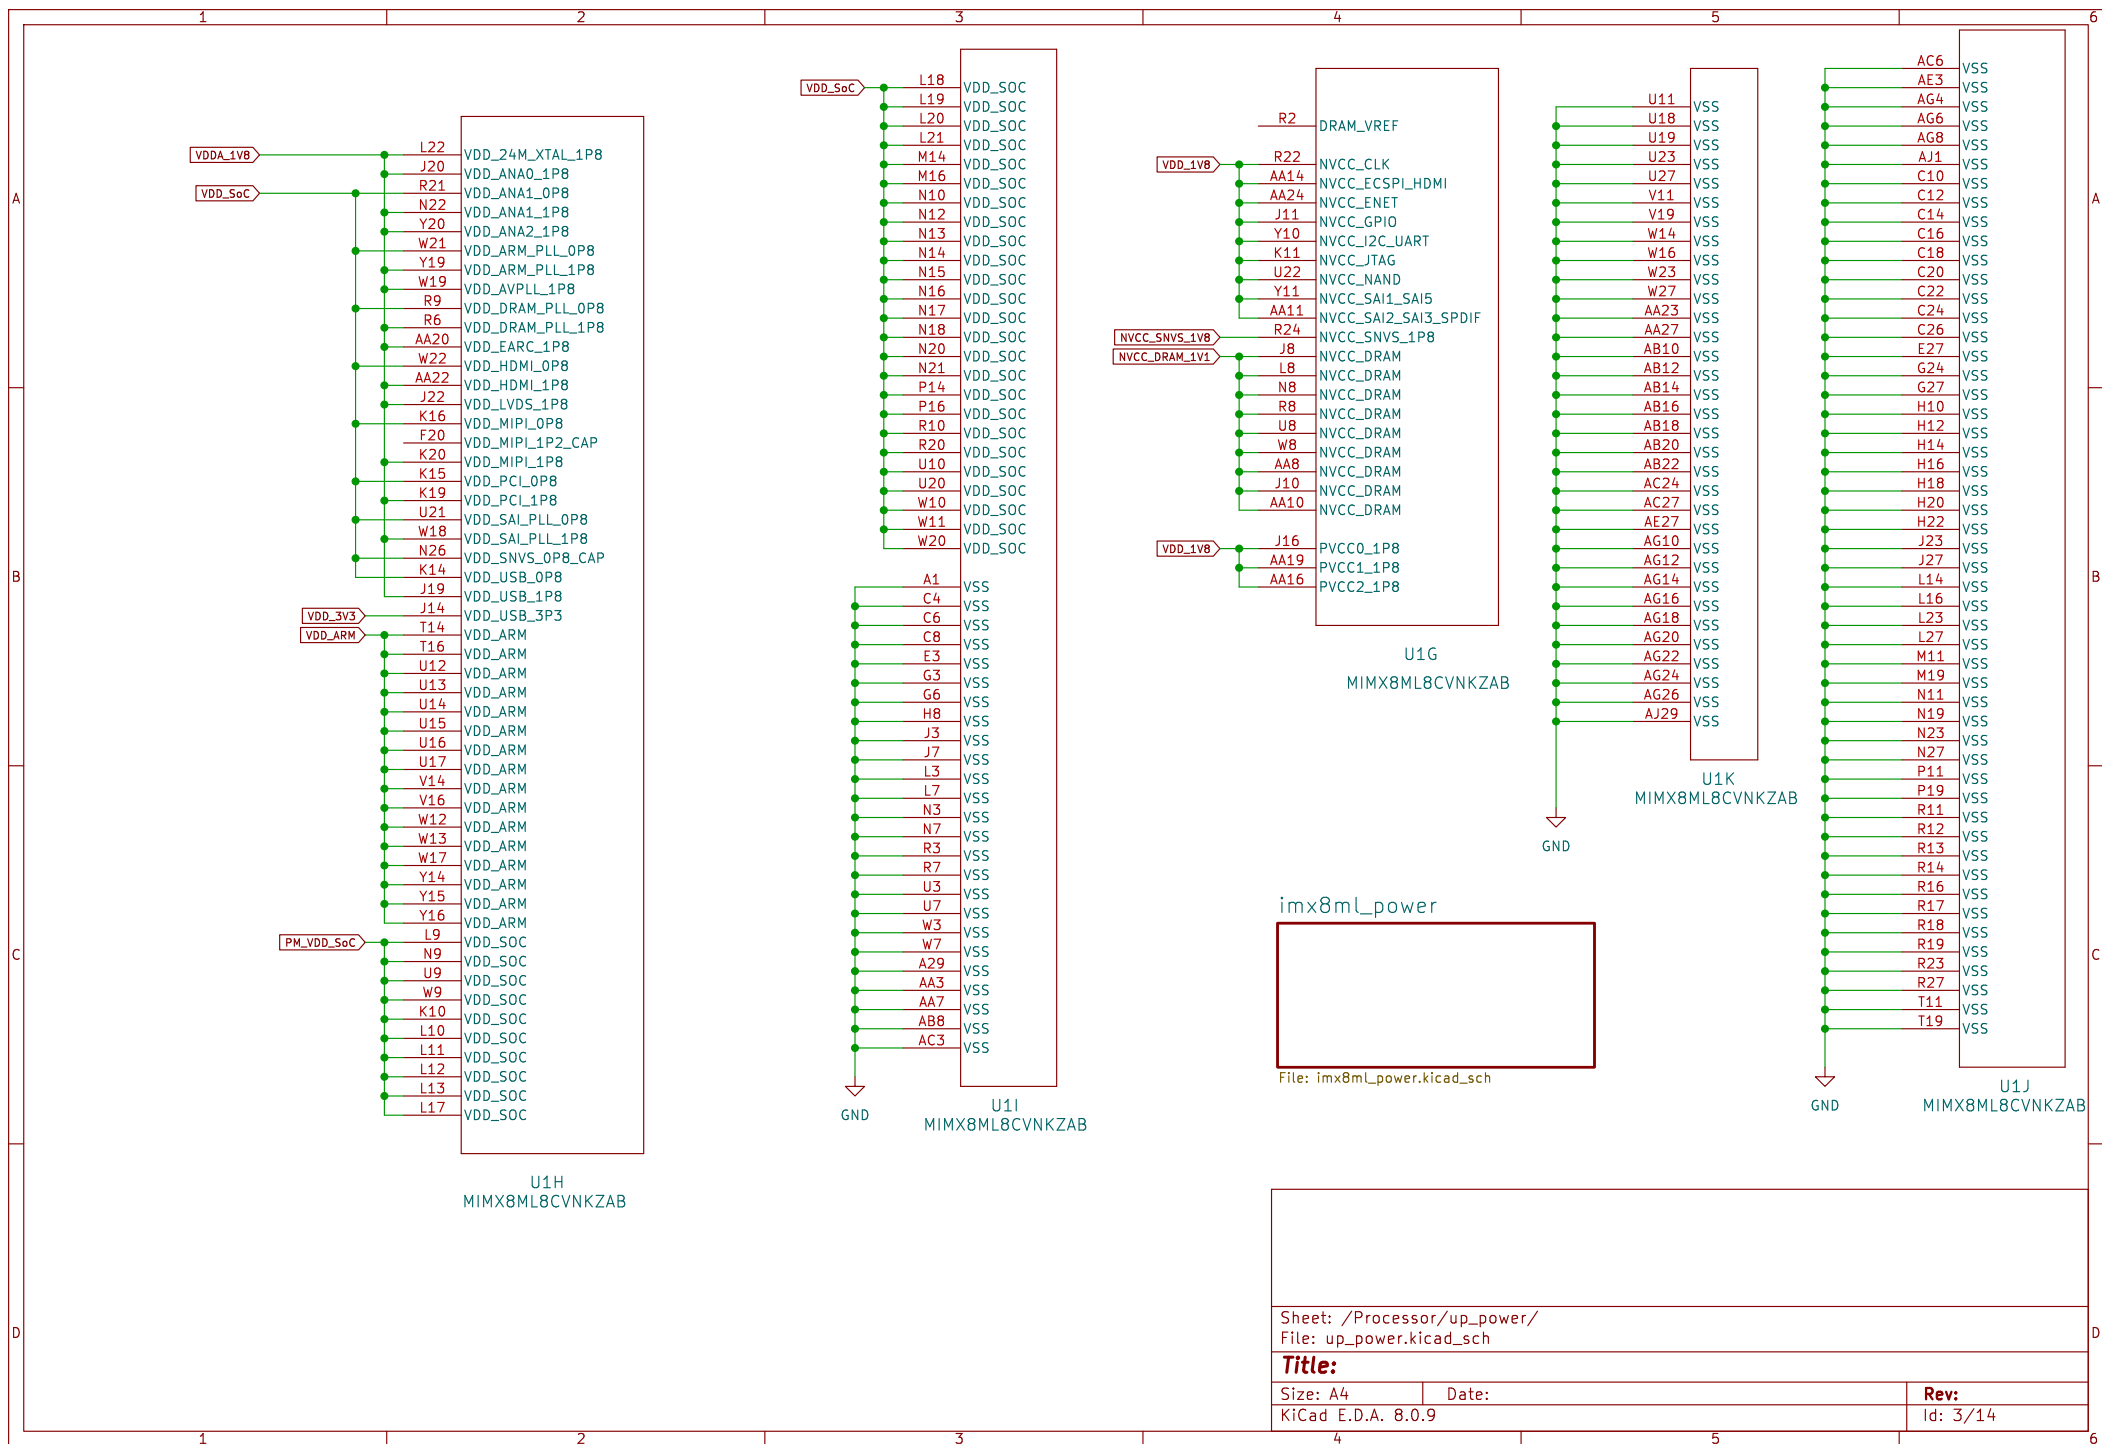 1 2 3 4 5 6
A
B
C
D
VDDA_1V8
VDD_SoC
VDD_3V3
VDD_ARM
PM_VDD_SoC
L22 VDD_24M_XTAL_1P8
J20 VDD_ANA0_1P8
R21 VDD_ANA1_0P8
N22 VDD_ANA1_1P8
Y20 VDD_ANA2_1P8
W21 VDD_ARM_PLL_0P8
Y19 VDD_ARM_PLL_1P8
W19 VDD_AVPLL_1P8
R9 VDD_DRAM_PLL_0P8
R6 VDD_DRAM_PLL_1P8
AA20 VDD_EARC_1P8
W22 VDD_HDMI_0P8
AA22 VDD_HDMI_1P8
J22 VDD_LVDS_1P8
K16 VDD_MIPI_0P8
F20 VDD_MIPI_1P2_CAP
K20 VDD_MIPI_1P8
K15 VDD_PCI_0P8
K19 VDD_PCI_1P8
U21 VDD_SAI_PLL_0P8
W18 VDD_SAI_PLL_1P8
N26 VDD_SNVS_0P8_CAP
K14 VDD_USB_0P8
J19 VDD_USB_1P8
J14 VDD_USB_3P3
T14 VDD_ARM
T16 VDD_ARM
U12 VDD_ARM
U13 VDD_ARM
U14 VDD_ARM
U15 VDD_ARM
U16 VDD_ARM
U17 VDD_ARM
V14 VDD_ARM
V16 VDD_ARM
W12 VDD_ARM
W13 VDD_ARM
W17 VDD_ARM
Y14 VDD_ARM
Y15 VDD_ARM
Y16 VDD_ARM
L9 VDD_SOC
N9 VDD_SOC
U9 VDD_SOC
W9 VDD_SOC
K10 VDD_SOC
L10 VDD_SOC
L11 VDD_SOC
L12 VDD_SOC
L13 VDD_SOC
L17 VDD_SOC
U1H
MIMX8ML8CVNKZAB
VDD_SoC
L18 VDD_SOC
L19 VDD_SOC
L20 VDD_SOC
L21 VDD_SOC
M14 VDD_SOC
M16 VDD_SOC
N10 VDD_SOC
N12 VDD_SOC
N13 VDD_SOC
N14 VDD_SOC
N15 VDD_SOC
N16 VDD_SOC
N17 VDD_SOC
N18 VDD_SOC
N20 VDD_SOC
N21 VDD_SOC
P14 VDD_SOC
P16 VDD_SOC
R10 VDD_SOC
R20 VDD_SOC
U10 VDD_SOC
U20 VDD_SOC
W10 VDD_SOC
W11 VDD_SOC
W20 VDD_SOC
A1 VSS
C4 VSS
C6 VSS
C8 VSS
E3 VSS
G3 VSS
G6 VSS
H8 VSS
J3 VSS
J7 VSS
L3 VSS
L7 VSS
N3 VSS
N7 VSS
R3 VSS
R7 VSS
U3 VSS
U7 VSS
W3 VSS
W7 VSS
A29 VSS
AA3 VSS
AA7 VSS
AB8 VSS
AC3 VSS
GND
U1I
MIMX8ML8CVNKZAB
VDD_1V8
NVCC_SNVS_1V8
NVCC_DRAM_1V1
VDD_1V8
R2 DRAM_VREF
R22 NVCC_CLK
AA14 NVCC_ECSPI_HDMI
AA24 NVCC_ENET
J11 NVCC_GPIO
Y10 NVCC_I2C_UART
K11 NVCC_JTAG
U22 NVCC_NAND
Y11 NVCC_SAI1_SAI5
AA11 NVCC_SAI2_SAI3_SPDIF
R24 NVCC_SNVS_1P8
J8 NVCC_DRAM
L8 NVCC_DRAM
N8 NVCC_DRAM
R8 NVCC_DRAM
U8 NVCC_DRAM
W8 NVCC_DRAM
AA8 NVCC_DRAM
J10 NVCC_DRAM
AA10 NVCC_DRAM
J16 PVCC0_1P8
AA19 PVCC1_1P8
AA16 PVCC2_1P8
U1G
MIMX8ML8CVNKZAB
U11 VSS
U18 VSS
U19 VSS
U23 VSS
U27 VSS
V11 VSS
V19 VSS
W14 VSS
W16 VSS
W23 VSS
W27 VSS
AA23 VSS
AA27 VSS
AB10 VSS
AB12 VSS
AB14 VSS
AB16 VSS
AB18 VSS
AB20 VSS
AB22 VSS
AC24 VSS
AC27 VSS
AE27 VSS
AG10 VSS
AG12 VSS
AG14 VSS
AG16 VSS
AG18 VSS
AG20 VSS
AG22 VSS
AG24 VSS
AG26 VSS
AJ29 VSS
GND
U1K
MIMX8ML8CVNKZAB
AC6 VSS
AE3 VSS
AG4 VSS
AG6 VSS
AG8 VSS
AJ1 VSS
C10 VSS
C12 VSS
C14 VSS
C16 VSS
C18 VSS
C20 VSS
C22 VSS
C24 VSS
C26 VSS
E27 VSS
G24 VSS
G27 VSS
H10 VSS
H12 VSS
H14 VSS
H16 VSS
H18 VSS
H20 VSS
H22 VSS
J23 VSS
J27 VSS
L14 VSS
L16 VSS
L23 VSS
L27 VSS
M11 VSS
M19 VSS
N11 VSS
N19 VSS
N23 VSS
N27 VSS
P11 VSS
P19 VSS
R11 VSS
R12 VSS
R13 VSS
R14 VSS
R16 VSS
R17 VSS
R18 VSS
R19 VSS
R23 VSS
R27 VSS
T11 VSS
T19 VSS
GND
U1J
MIMX8ML8CVNKZAB
imx8ml_power
File: imx8ml_power.kicad_sch
A
B
C
D
Sheet: /Processor/up_power/
File: up_power.kicad_sch
Title:
Size: A4 Date: Rev:
KiCad E.D.A. 8.0.9 Id: 3/14
1 2 3 4 5 6